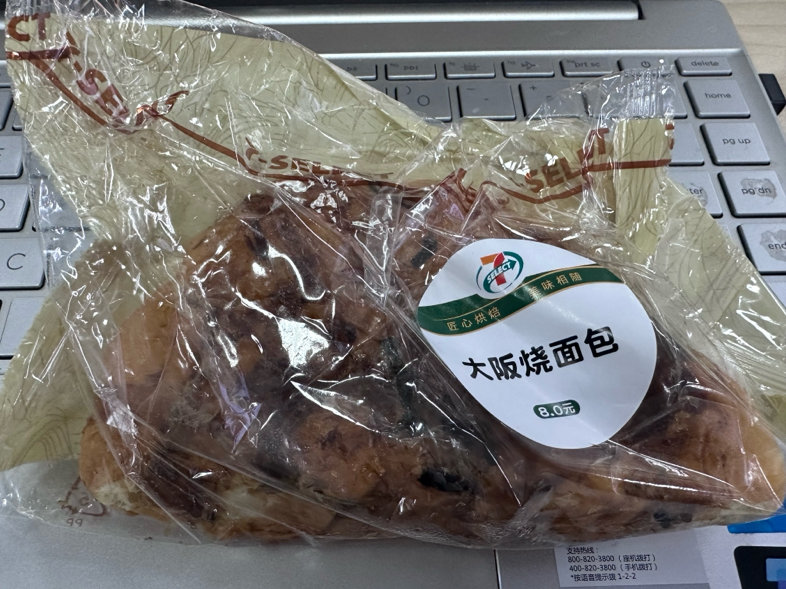 CT
7-SELECT
7-SELECT
SELECT
prt sc
delete
home
pg up
pg dn
end
C
7
SELECT
匠心烘焙 美味相随
大阪烧面包
8.0元
支持热线：
800-820-3800（座机拨打）
400-820-3800（手机拨打）
*按语音提示拨 1-2-2